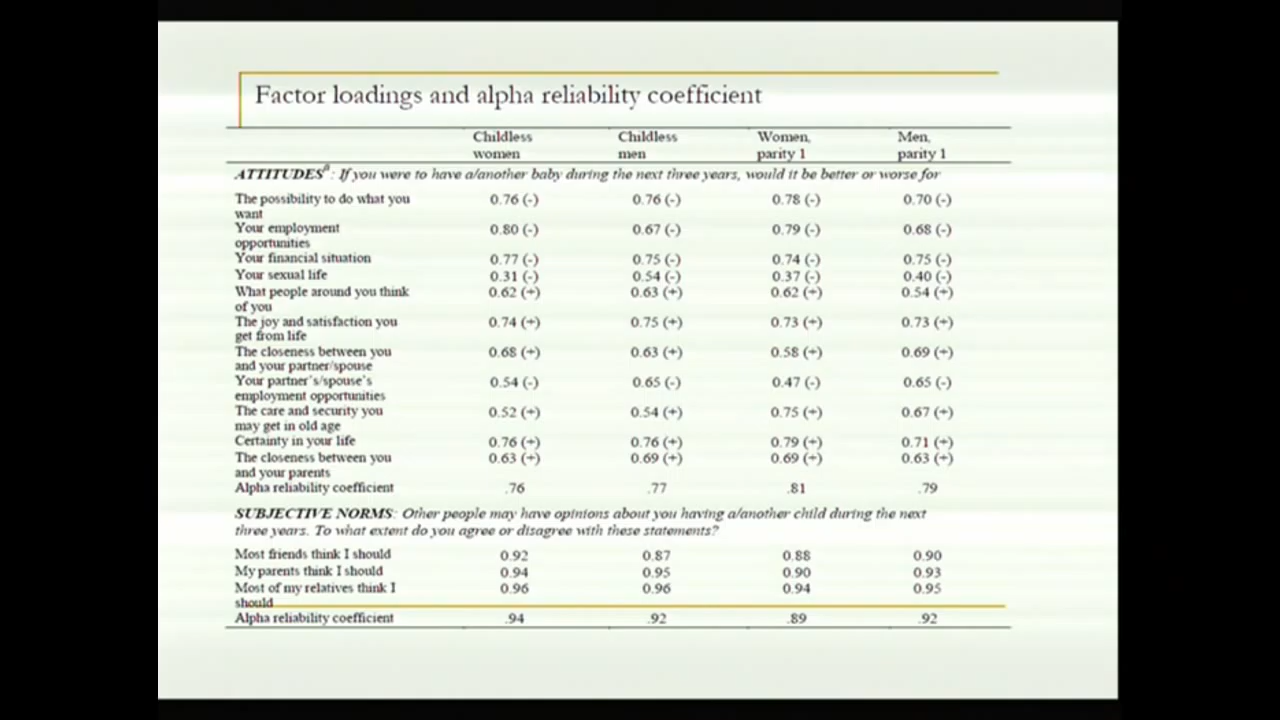 Factor loadings and alpha reliability coefficient
Childless Childless Women, Men,
women men parity 1 parity 1
ATTITUDESa: If you were to have a/another baby during the next three years, would it be better or worse for
The possibility to do what you 0.76 (-) 0.76 (-) 0.78 (-) 0.70 (-)
want
Your employment 0.80 (-) 0.67 (-) 0.79 (-) 0.68 (-)
opportunities
Your financial situation 0.77 (-) 0.75 (-) 0.74 (-) 0.75 (-)
Your sexual life 0.31 (-) 0.54 (-) 0.37 (-) 0.40 (-)
What people around you think 0.62 (+) 0.63 (+) 0.62 (+) 0.54 (+)
of you
The joy and satisfaction you 0.74 (+) 0.75 (+) 0.73 (+) 0.73 (+)
get from life
The closeness between you 0.68 (+) 0.63 (+) 0.58 (+) 0.69 (+)
and your partner/spouse
Your partner's/spouse's 0.54 (-) 0.65 (-) 0.47 (-) 0.65 (-)
employment opportunities
The care and security you 0.52 (+) 0.54 (+) 0.75 (+) 0.67 (+)
may get in old age
Certainty in your life 0.76 (+) 0.76 (+) 0.79 (+) 0.71 (+)
The closeness between you 0.63 (+) 0.69 (+) 0.69 (+) 0.63 (+)
and your parents
Alpha reliability coefficient .76 .77 .81 .79
SUBJECTIVE NORMS: Other people may have opinions about you having a/another child during the next
three years. To what extent do you agree or disagree with these statements?
Most friends think I should 0.92 0.87 0.88 0.90
My parents think I should 0.94 0.95 0.90 0.93
Most of my relatives think I 0.96 0.96 0.94 0.95
should
Alpha reliability coefficient .94 .92 .89 .92